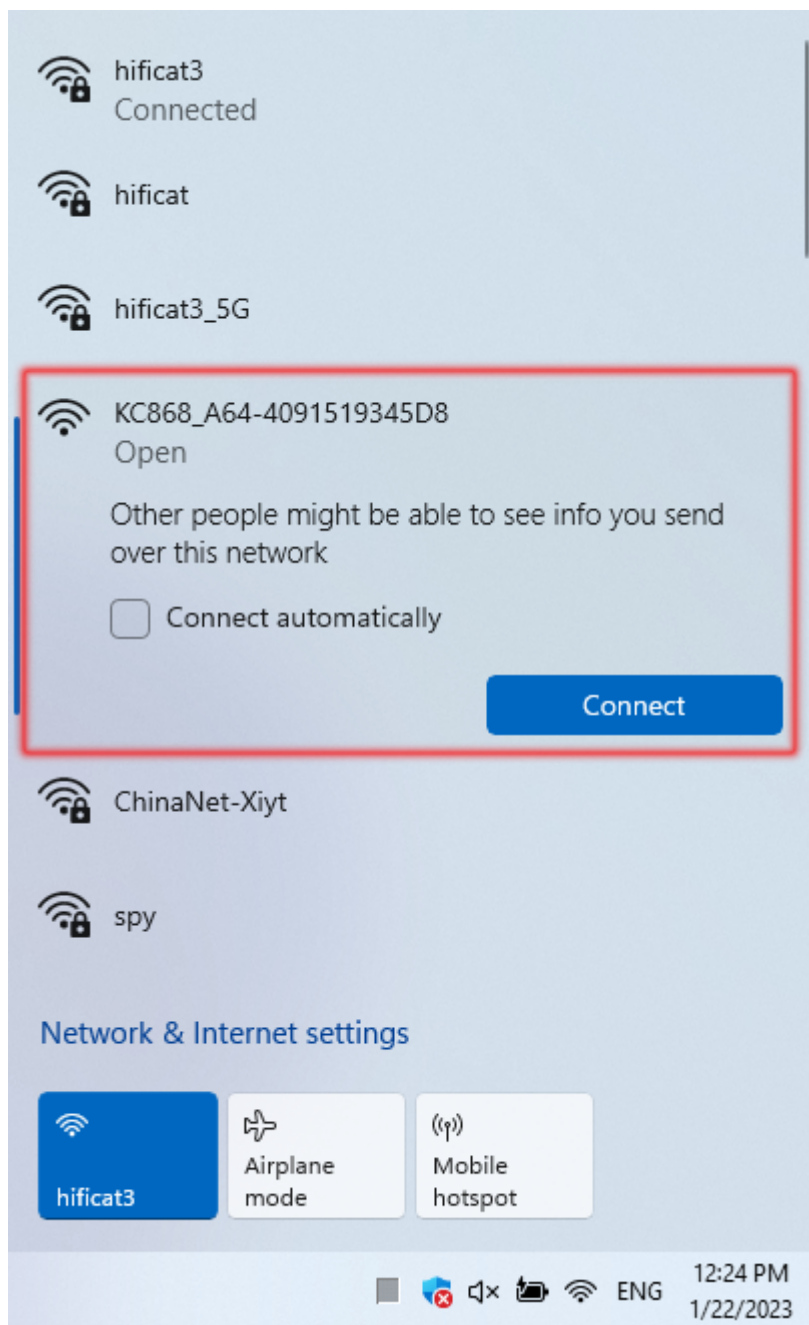 hificat3
Connected
hificat
hificat3_5G
KC868_A64-4091519345D8
Open
Other people might be able to see info you send
over this network
Connect automatically
Connect
ChinaNet-Xiyt
spy
Network & Internet settings
hificat3
Airplane
mode
Mobile
hotspot
ENG
12:24 PM
1/22/2023